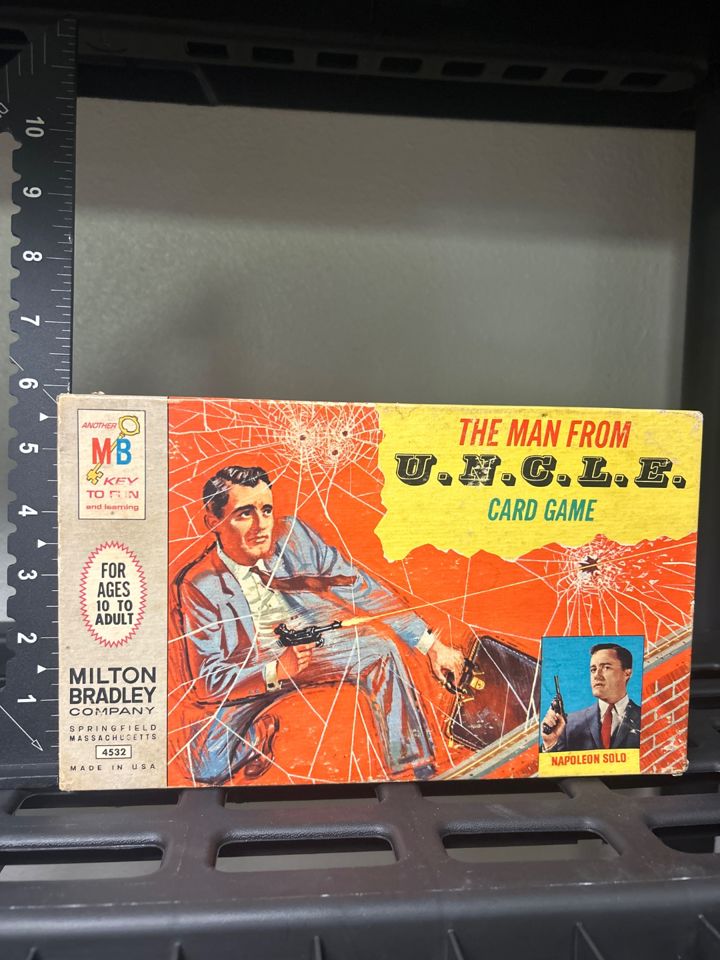 10
9
8
7
6
5
4
3
2
1
ANOTHER
MB
KEY
TO FUN
and learning
FOR
AGES
10 TO
ADULT
MILTON
BRADLEY
COMPANY
SPRINGFIELD
MASSACHUSETTS
4532
MADE IN USA
THE MAN FROM
U.N.C.L.E.
CARD GAME
NAPOLEON SOLO